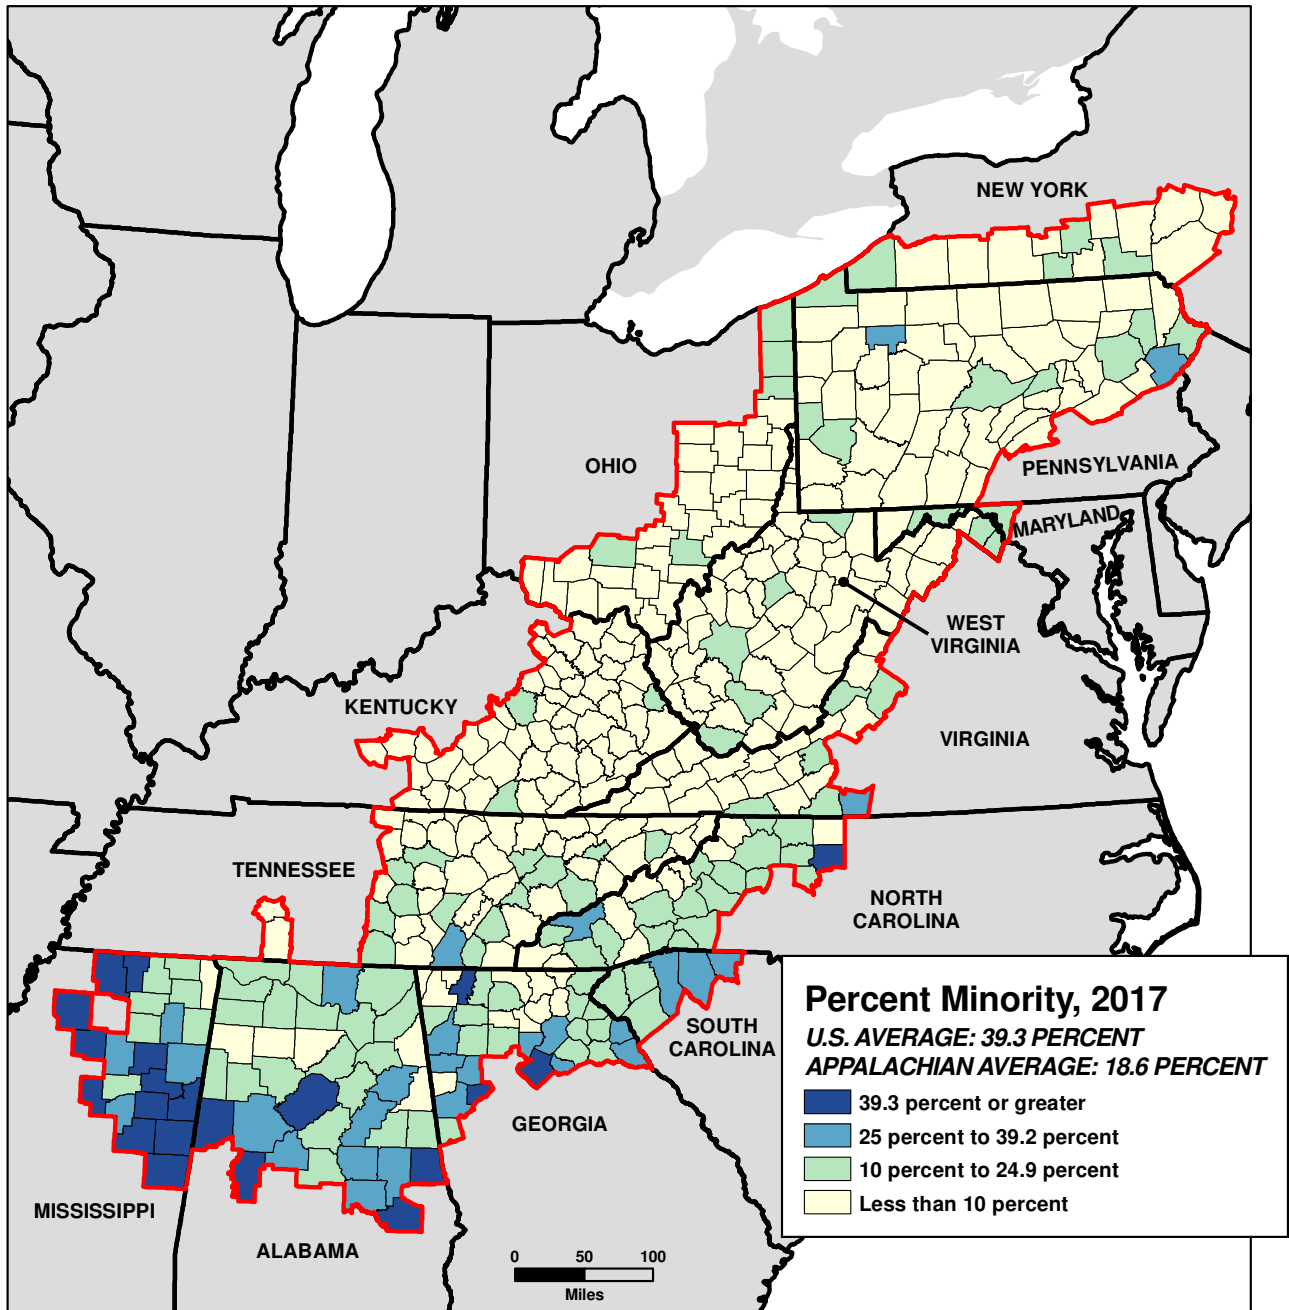 NEW YORK
OHIO
PENNSYLVANIA
MARYLAND
WEST
VIRGINIA
KENTUCKY
VIRGINIA
TENNESSEE
NORTH
CAROLINA
Percent Minority, 2017
U.S. AVERAGE: 39.3 PERCENT
APPALACHIAN AVERAGE: 18.6 PERCENT
39.3 percent or greater
25 percent to 39.2 percent
10 percent to 24.9 percent
Less than 10 percent
SOUTH
CAROLINA
GEORGIA
MISSISSIPPI
ALABAMA
0 50 100
Miles